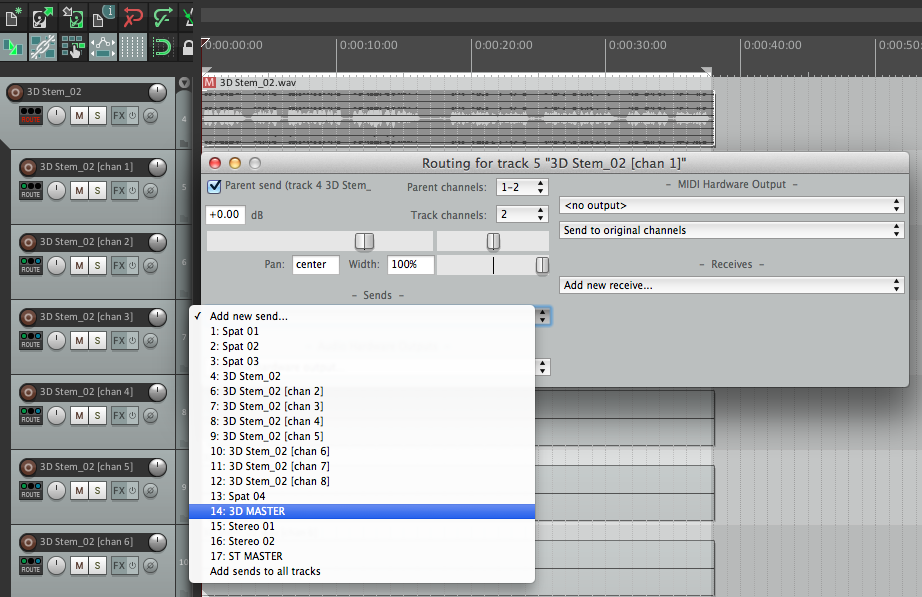 0:00:00:00
0:00:10:00
0:00:20:00
0:00:30:00
0:00:40:00
0:00:50:
M 3D Stem_02.wav
3D Stem_02
ROUTE M S FX
4
3D Stem_02 [chan 1]
ROUTE M S FX
5
3D Stem_02 [chan 2]
ROUTE M S FX
6
3D Stem_02 [chan 3]
ROUTE M S FX
7
3D Stem_02 [chan 4]
ROUTE M S FX
8
3D Stem_02 [chan 5]
ROUTE M S FX
9
3D Stem_02 [chan 6]
ROUTE M S FX
10
Routing for track 5 "3D Stem_02 [chan 1]"
Parent send (track 4 3D Stem_
Parent channels: 1-2
+0.00 dB
Track channels: 2
Pan: center Width: 100%
- Sends -
- MIDI Hardware Output -
<no output>
Send to original channels
- Receives -
Add new receive...
✓ Add new send...
1: Spat 01
2: Spat 02
3: Spat 03
4: 3D Stem_02
6: 3D Stem_02 [chan 2]
7: 3D Stem_02 [chan 3]
8: 3D Stem_02 [chan 4]
9: 3D Stem_02 [chan 5]
10: 3D Stem_02 [chan 6]
11: 3D Stem_02 [chan 7]
12: 3D Stem_02 [chan 8]
13: Spat 04
14: 3D MASTER
15: Stereo 01
16: Stereo 02
17: ST MASTER
Add sends to all tracks